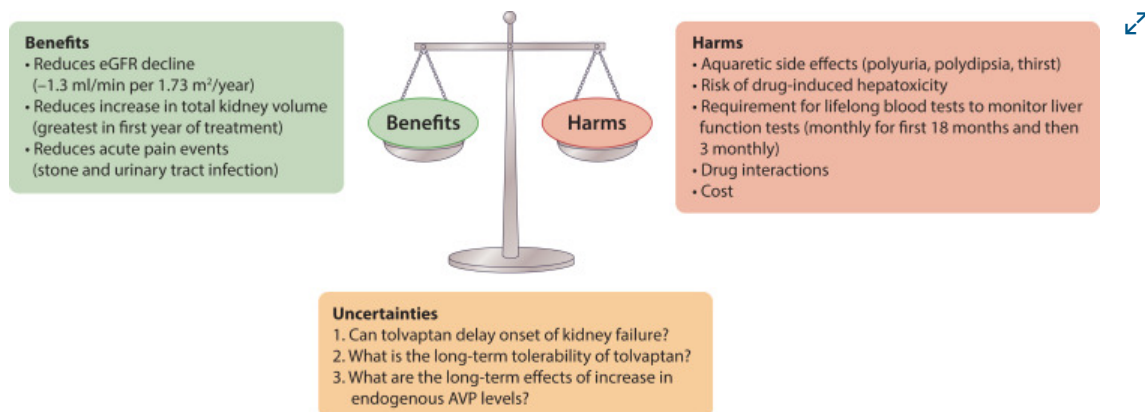 Benefits
• Reduces eGFR decline
(–1.3 ml/min per 1.73 m²/year)
• Reduces increase in total kidney volume
(greatest in first year of treatment)
• Reduces acute pain events
(stone and urinary tract infection)
Benefits
Harms
Harms
• Aquaretic side effects (polyuria, polydipsia, thirst)
• Risk of drug-induced hepatoxicity
• Requirement for lifelong blood tests to monitor liver
function tests (monthly for first 18 months and then
3 monthly)
• Drug interactions
• Cost
Uncertainties
1. Can tolvaptan delay onset of kidney failure?
2. What is the long-term tolerability of tolvaptan?
3. What are the long-term effects of increase in
endogenous AVP levels?